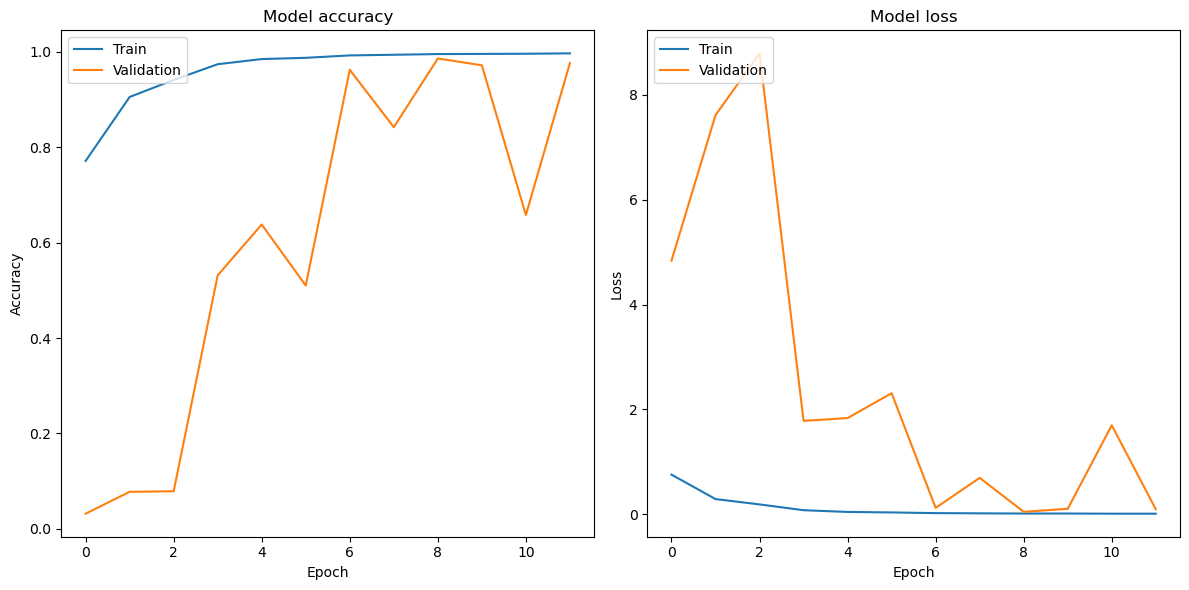 Model accuracy
Train
Validation
1.0
0.8
0.6
0.4
0.2
0.0
Accuracy
0 2 4 6 8 10
Epoch
Model loss
Train
Validation
8
6
4
2
0
Loss
0 2 4 6 8 10
Epoch